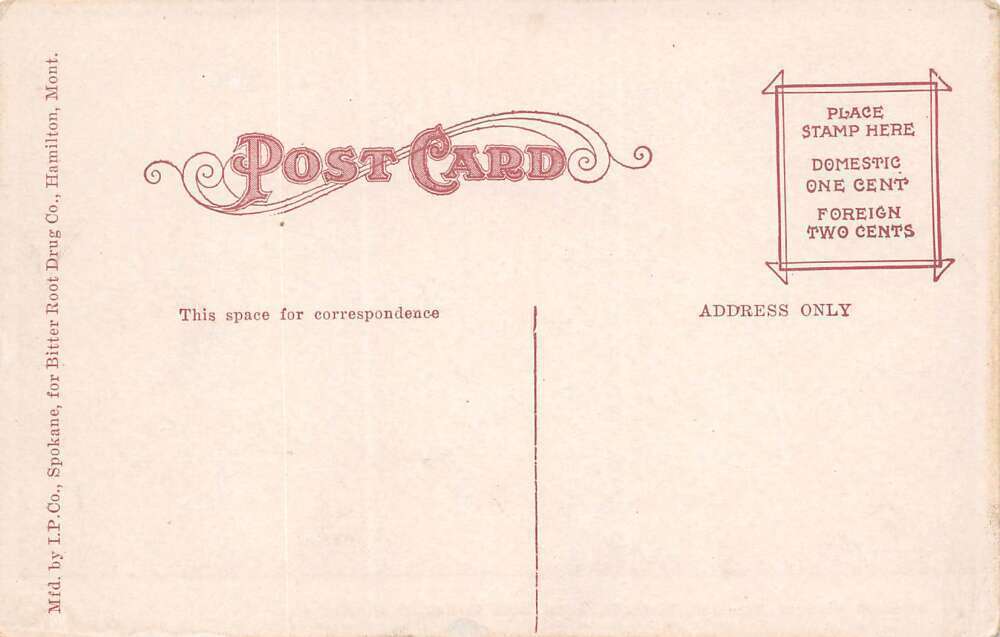 Mfd. by I.P.Co., Spokane, for Bitter Root Drug Co., Hamilton, Mont.
POST CARD
PLACE
STAMP HERE
DOMESTIC
ONE CENT
FOREIGN
TWO CENTS
This space for correspondence
ADDRESS ONLY